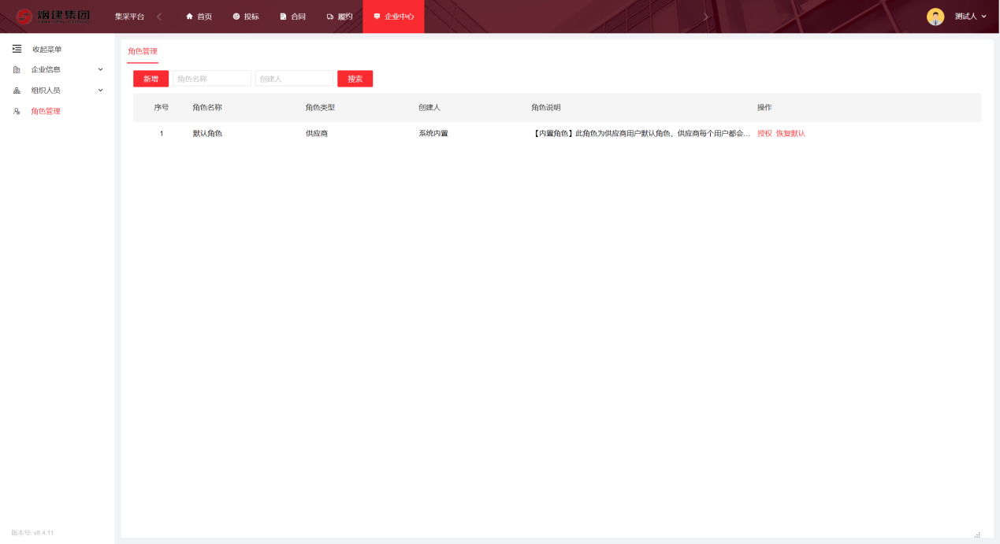 烟建集团
集采平台 首页 投标 合同 履约 企业中心 测试人
收起菜单
企业信息
组织人员
角色管理
角色管理
新增 角色名称 创建人 搜索
序号 角色名称 角色类型 创建人 角色说明 操作
1 默认角色 供应商 系统内置 【内置角色】此角色为供应商用户默认角色，供应商每个用户都会... 授权 恢复默认
版本号: v8.4.11